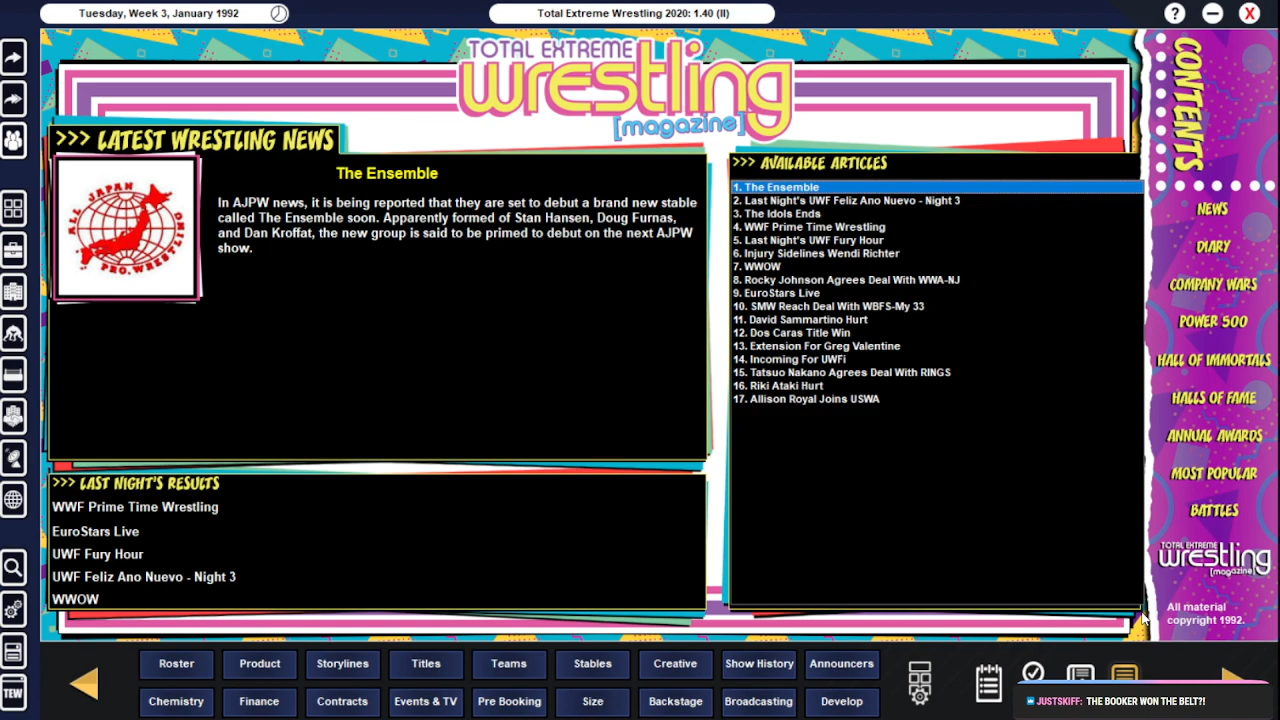 Tuesday, Week 3, January 1992
Total Extreme Wrestling 2020: 1.40 (II)
?
X
TOTAL EXTREME
wrestling
[magazine]
CONTENTS
>>> LATEST WRESTLING NEWS
ALL JAPAN
PRO. WRESTLING
The Ensemble
In AJPW news, it is being reported that they are set to debut a brand new stable
called The Ensemble soon. Apparently formed of Stan Hansen, Doug Furnas,
and Dan Kroffat, the new group is said to be primed to debut on the next AJPW
show.
>>> AVAILABLE ARTICLES
1. The Ensemble
2. Last Night's UWF Feliz Ano Nuevo - Night 3
3. The Idols Ends
4. WWF Prime Time Wrestling
5. Last Night's UWF Fury Hour
6. Injury Sidelines Wendi Richter
7. WWOW
8. Rocky Johnson Agrees Deal With WWA-NJ
9. EuroStars Live
10. SMW Reach Deal With WBFS-My 33
11. David Sammartino Hurt
12. Dos Caras Title Win
13. Extension For Greg Valentine
14. Incoming For UWFi
15. Tatsuo Nakano Agrees Deal With RINGS
16. Riki Ataki Hurt
17. Allison Royal Joins USWA
NEWS
DIARY
COMPANY WARS
POWER 500
HALL OF IMMORTALS
HALLS OF FAME
ANNUAL AWARDS
MOST POPULAR
BATTLES
TOTAL EXTREME
wrestling
[magazine]
All material
copyright 1992.
>>> LAST NIGHT'S RESULTS
WWF Prime Time Wrestling
EuroStars Live
UWF Fury Hour
UWF Feliz Ano Nuevo - Night 3
WWOW
TEW
Roster
Product
Storylines
Titles
Teams
Stables
Creative
Show History
Announcers
Chemistry
Finance
Contracts
Events & TV
Pre Booking
Size
Backstage
Broadcasting
Develop
JUSTSKIFF: THE BOOKER WON THE BELT?!